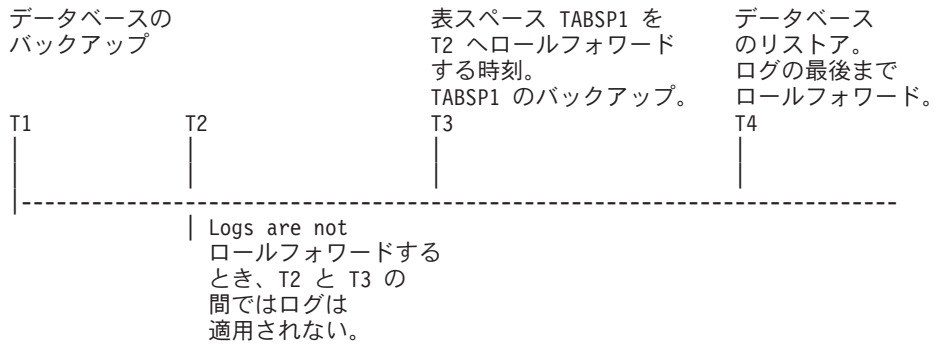 データベースの
バックアップ
表スペース TABSP1 を
T2 へロールフォワード
する時刻。
TABSP1 のバックアップ。
データベース
のリストア。
ログの最後まで
ロールフォワード。
T1
T2
T3
T4
Logs are not
ロールフォワードする
とき、T2 と T3 の
間ではログは
適用されない。